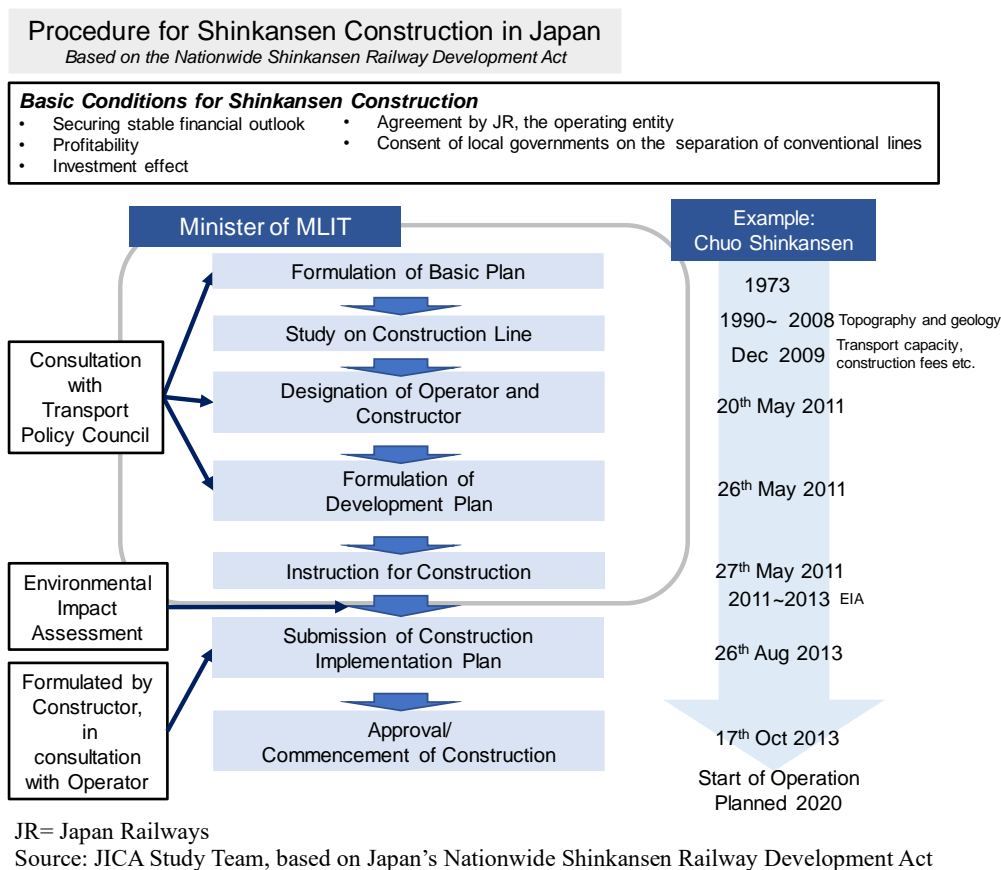 Procedure for Shinkansen Construction in Japan
Based on the Nationwide Shinkansen Railway Development Act
Basic Conditions for Shinkansen Construction
• Securing stable financial outlook
• Profitability
• Investment effect
• Agreement by JR, the operating entity
• Consent of local governments on the separation of conventional lines
Minister of MLIT
Formulation of Basic Plan
Study on Construction Line
Designation of Operator and
Constructor
Formulation of
Development Plan
Instruction for Construction
Submission of Construction
Implementation Plan
Approval/
Commencement of Construction
Consultation
with
Transport
Policy Council
Environmental
Impact
Assessment
Formulated by
Constructor,
in
consultation
with Operator
Example:
Chuo Shinkansen
1973
1990~ 2008 Topography and geology
Dec 2009 Transport capacity,
construction fees etc.
20th May 2011
26th May 2011
27th May 2011
2011~2013 EIA
26th Aug 2013
17th Oct 2013
Start of Operation
Planned 2020
JR= Japan Railways
Source: JICA Study Team, based on Japan's Nationwide Shinkansen Railway Development Act